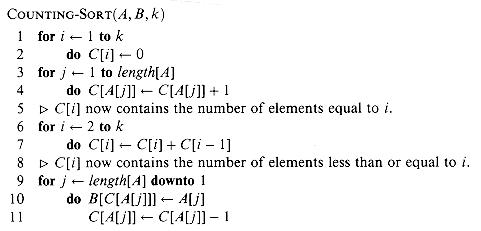 COUNTING-SORT(A, B, k)
1 for i ← 1 to k
2 do C[i] ← 0
3 for j ← 1 to length[A]
4 do C[A[j]] ← C[A[j]] + 1
5 ▷ C[i] now contains the number of elements equal to i.
6 for i ← 2 to k
7 do C[i] ← C[i] + C[i − 1]
8 ▷ C[i] now contains the number of elements less than or equal to i.
9 for j ← length[A] downto 1
10 do B[C[A[j]]] ← A[j]
11 C[A[j]] ← C[A[j]] − 1